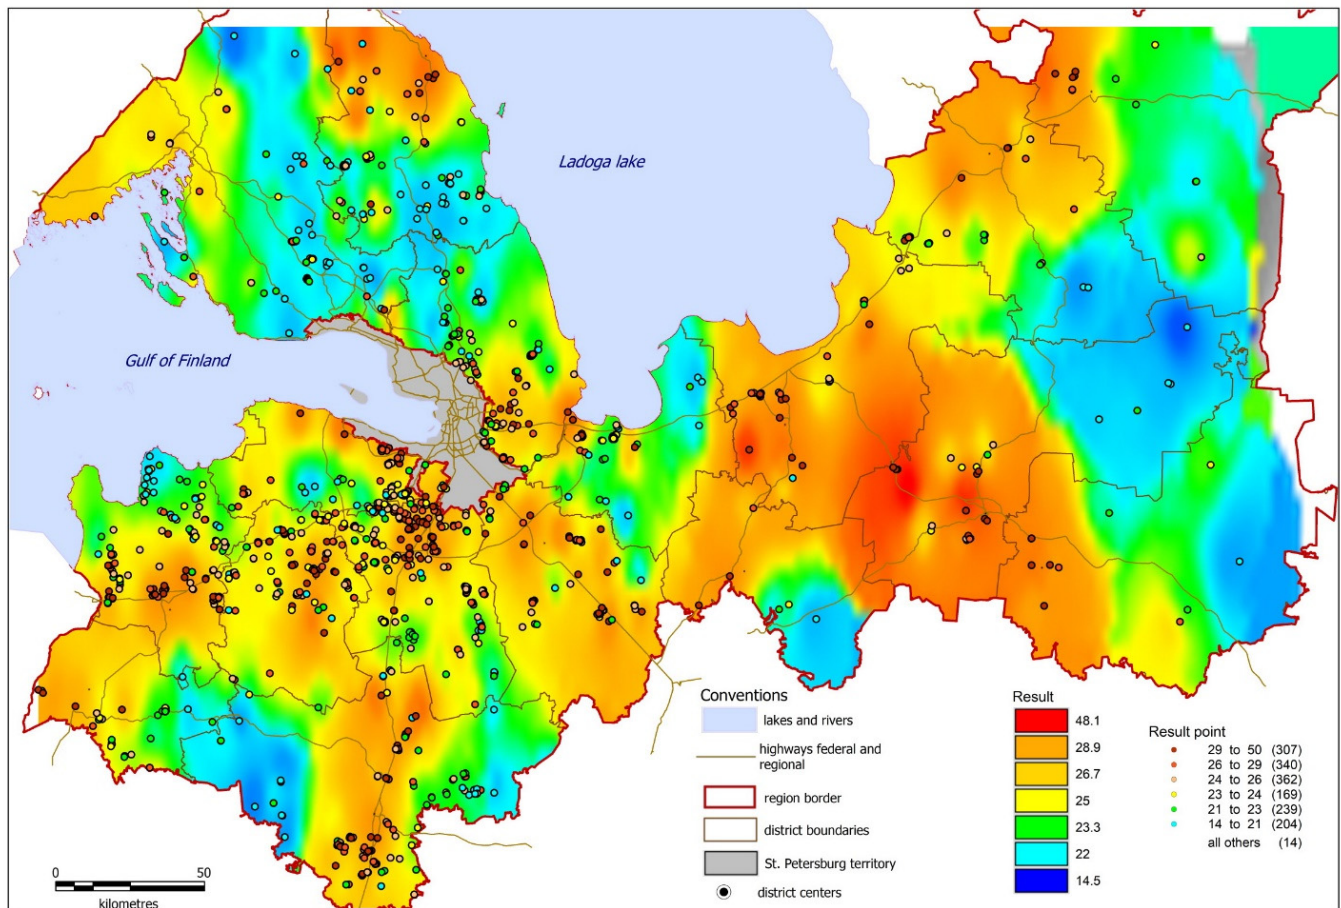 Ladoga lake
Gulf of Finland
Conventions
lakes and rivers
highways federal and
regional
region border
district boundaries
St. Petersburg territory
district centers
Result
48.1
28.9
26.7
25
23.3
22
14.5
Result point
29 to 50 (307)
26 to 29 (340)
24 to 26 (362)
23 to 24 (169)
21 to 23 (239)
14 to 21 (204)
all others (14)
0 50
kilometres